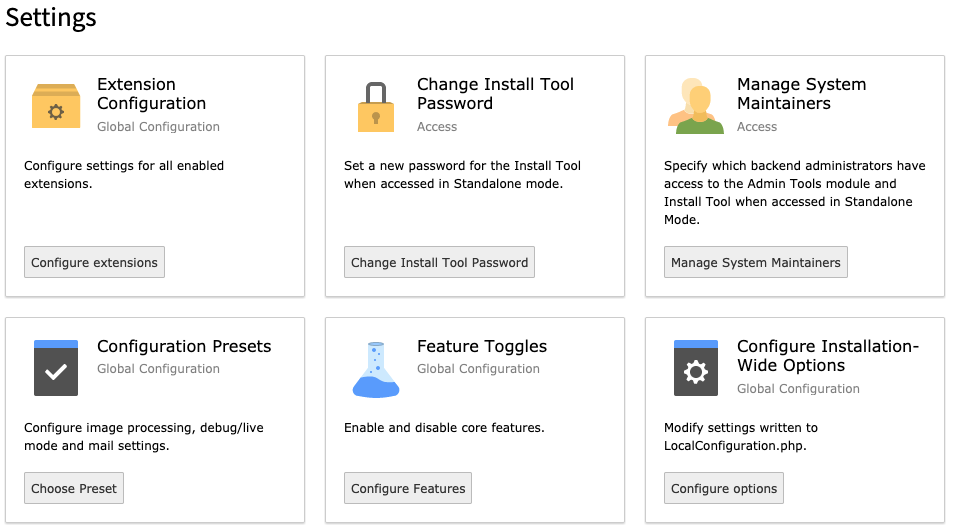 Settings
Extension
Configuration
Global Configuration
Configure settings for all enabled
extensions.
Configure extensions
Change Install Tool
Password
Access
Set a new password for the Install Tool
when accessed in Standalone mode.
Change Install Tool Password
Manage System
Maintainers
Access
Specify which backend administrators have
access to the Admin Tools module and
Install Tool when accessed in Standalone
Mode.
Manage System Maintainers
Configuration Presets
Global Configuration
Configure image processing, debug/live
mode and mail settings.
Choose Preset
Feature Toggles
Global Configuration
Enable and disable core features.
Configure Features
Configure Installation-
Wide Options
Global Configuration
Modify settings written to
LocalConfiguration.php.
Configure options